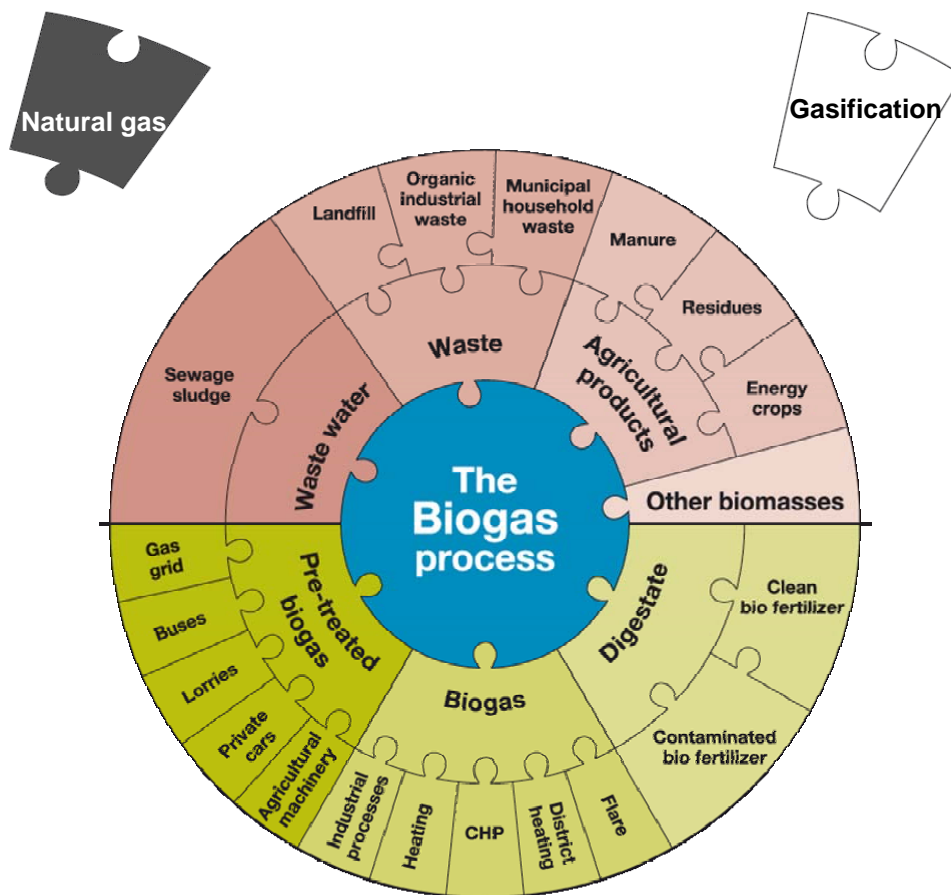 Natural gas
Gasification
Landfill
Organic
industrial
waste
Municipal
household
waste
Manure
Residues
Energy
crops
Sewage
sludge
Waste water
Waste
Agricultural
products
Other biomasses
The
Biogas
process
Gas
grid
Buses
Lorries
Private
cars
Agricultural
machinery
Pre-treated
biogas
Biogas
Digestate
Industrial
processes
Heating
CHP
District
heating
Flare
Clean
bio fertilizer
Contaminated
bio fertilizer